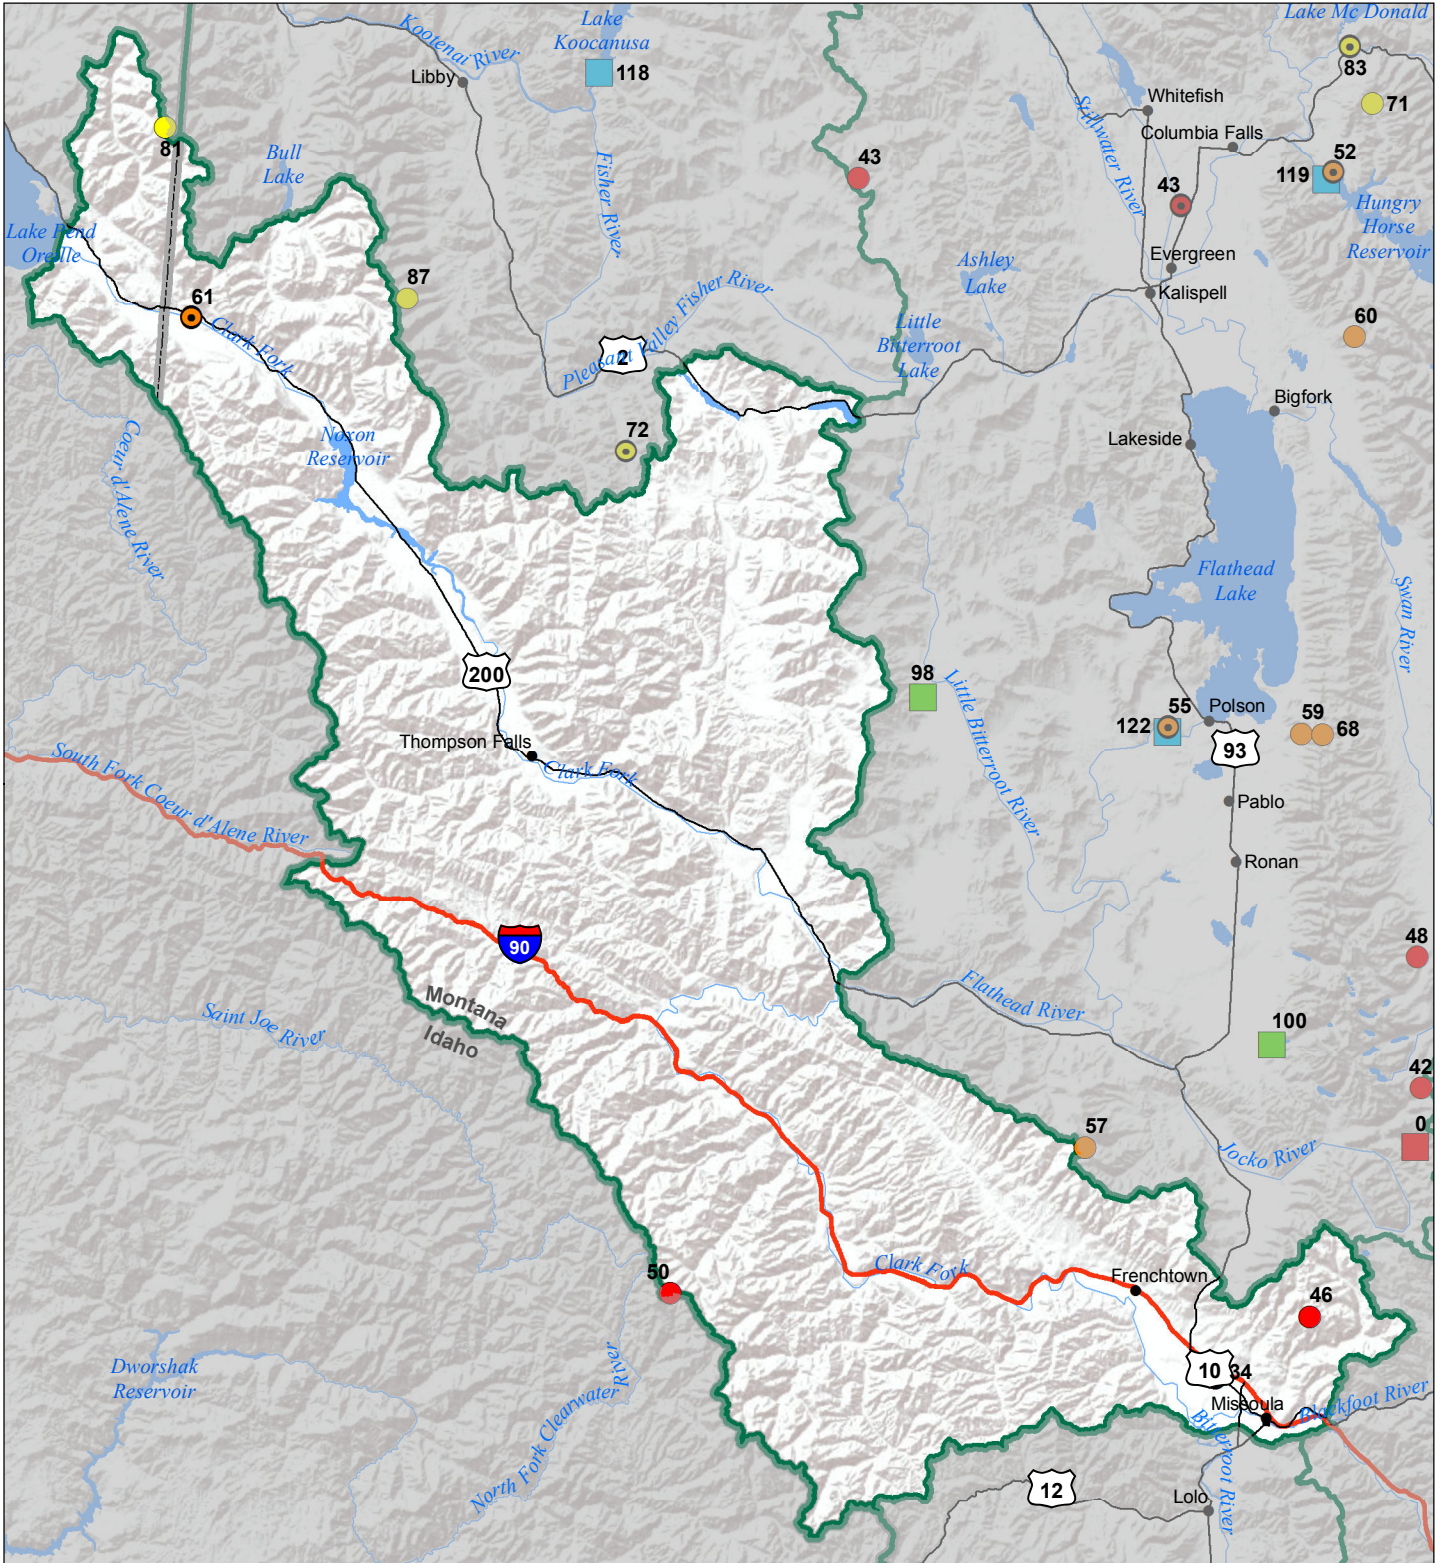 Lake Mc Donald
83
71
Lake
Koocanusa
118
Kootenai River
Libby
Whitefish
Columbia Falls
Stillwater River
81
Bull
Lake
Fisher River
43
43
52
119
Hungry
Horse
Reservoir
Lake Pend
Oreille
Evergreen
Kalispell
Ashley
Lake
87
61
Clark Fork
Pleasant Valley Fisher River
2
Little
Bitterroot
Lake
60
Bigfork
Lakeside
72
Noxon
Reservoir
Coeur d'Alene River
Flathead
Lake
Swan River
200
98
Little Bitterroot River
55
122
Polson
59
68
93
Thompson Falls
Clark Fork
South Fork Coeur d'Alene River
Pablo
Ronan
90
48
Flathead River
Montana
Idaho
Saint Joe River
100
42
0
57
Jocko River
50
Clark Fork
Frenchtown
46
Dworshak
Reservoir
10
34
Missoula
Blackfoot River
Bitterroot River
North Fork Clearwater
River
12
Lolo